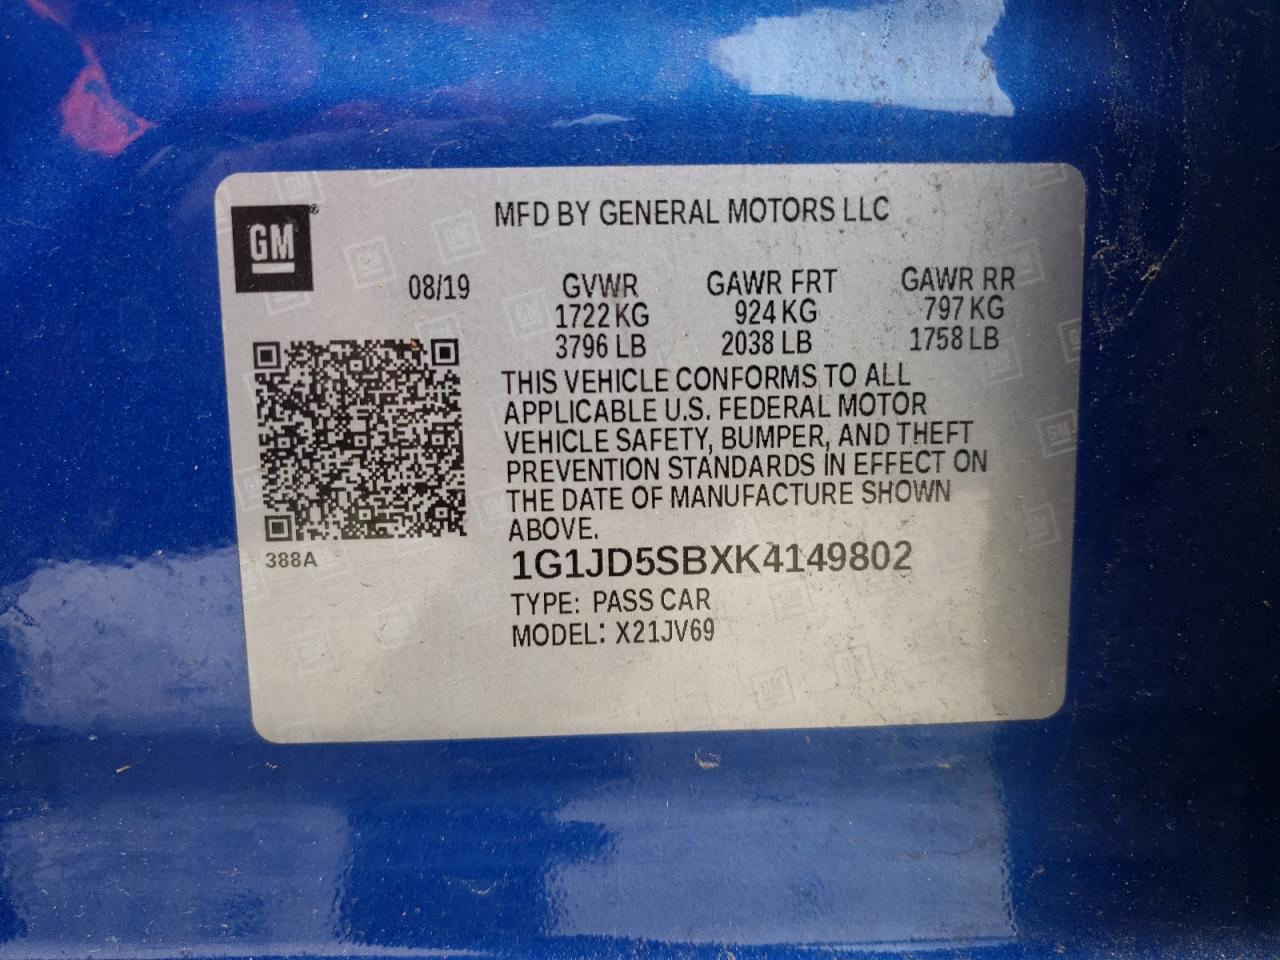 GM®
MFD BY GENERAL MOTORS LLC
08/19
GVWR GAWR FRT GAWR RR
1722 KG 924 KG 797 KG
3796 LB 2038 LB 1758 LB
THIS VEHICLE CONFORMS TO ALL
APPLICABLE U.S. FEDERAL MOTOR
VEHICLE SAFETY, BUMPER, AND THEFT
PREVENTION STANDARDS IN EFFECT ON
THE DATE OF MANUFACTURE SHOWN
ABOVE.
388A
1G1JD5SBXK4149802
TYPE: PASS CAR
MODEL: X21JV69